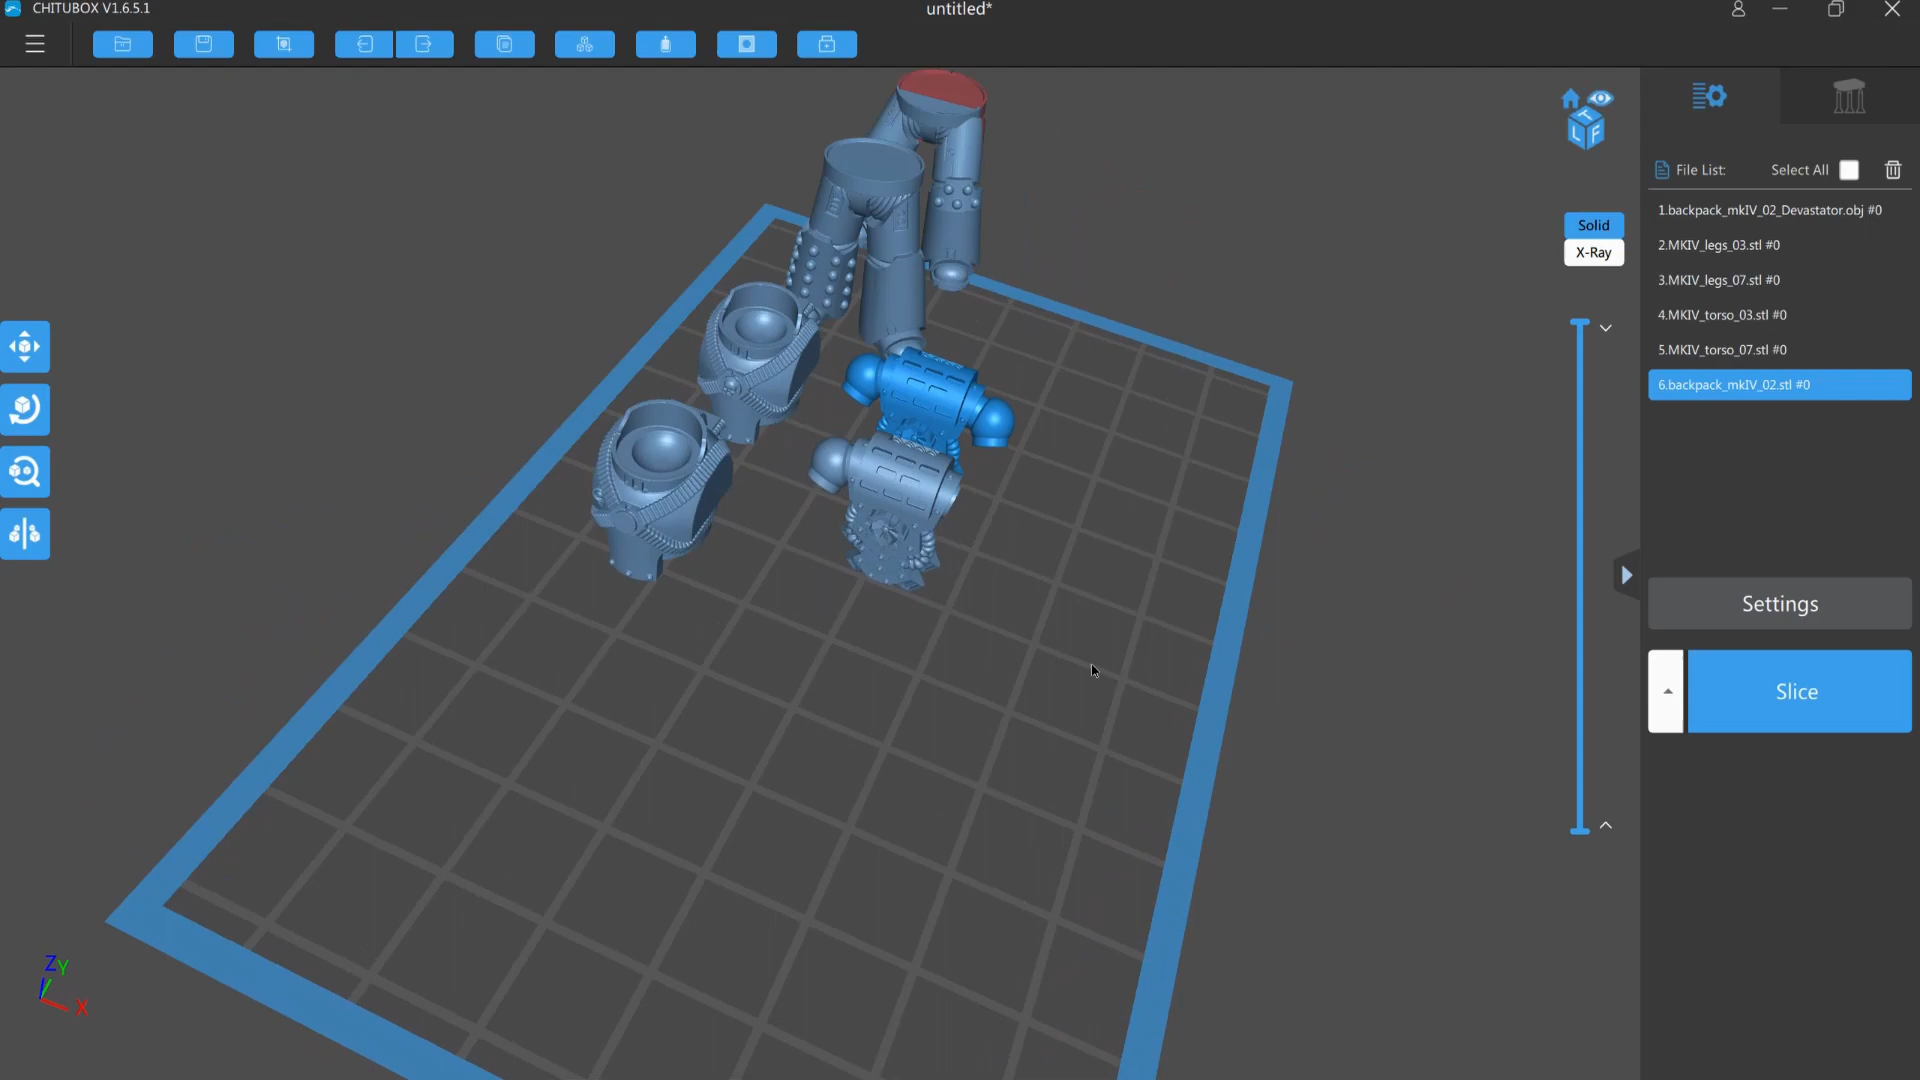 CHITUBOX V1.6.5.1
untitled*
File List:
Select All
1.backpack_mkIV_02_Devastator.obj #0
2.MKIV_legs_03.stl #0
3.MKIV_legs_07.stl #0
4.MKIV_torso_03.stl #0
5.MKIV_torso_07.stl #0
6.backpack_mkIV_02.stl #0
T
L F
Solid
X-Ray
Settings
Slice
Z Y
X